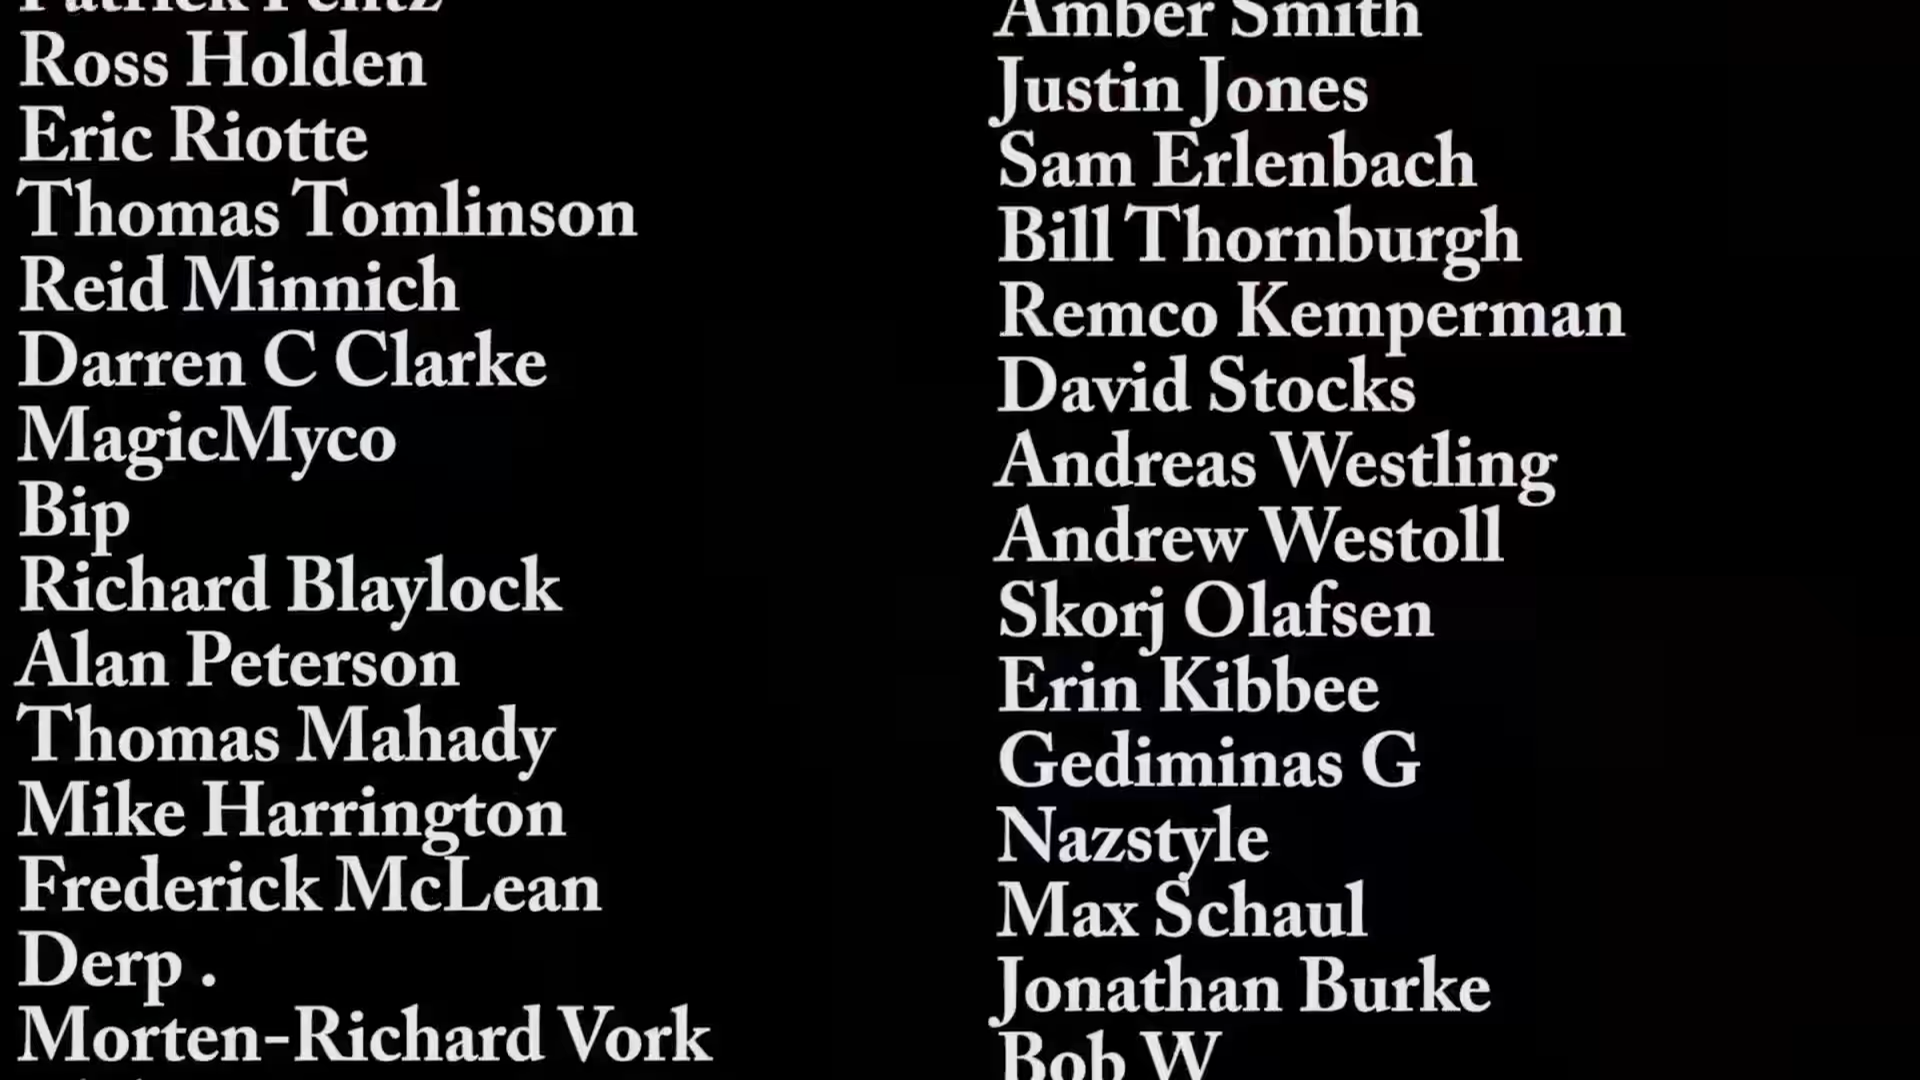 Ross Holden
Eric Riotte
Thomas Tomlinson
Reid Minnich
Darren C Clarke
MagicMyco
Bip
Richard Blaylock
Alan Peterson
Thomas Mahady
Mike Harrington
Frederick McLean
Derp .
Morten-Richard Vork
Amber Smith
Justin Jones
Sam Erlenbach
Bill Thornburgh
Remco Kemperman
David Stocks
Andreas Westling
Andrew Westoll
Skorj Olafsen
Erin Kibbee
Gediminas G
Nazstyle
Max Schaul
Jonathan Burke
Bob W